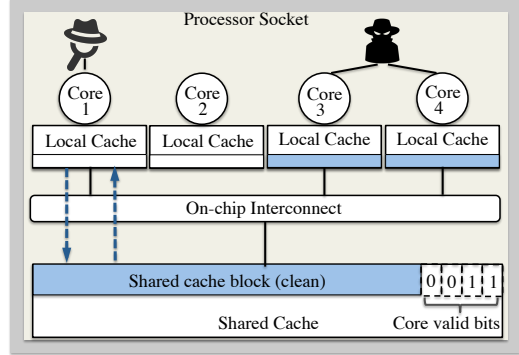 Processor Socket
Core 1
Core 2
Core 3
Core 4
Local Cache
Local Cache
Local Cache
Local Cache
On-chip Interconnect
Shared cache block (clean)
0 0 1 1
Shared Cache
Core valid bits